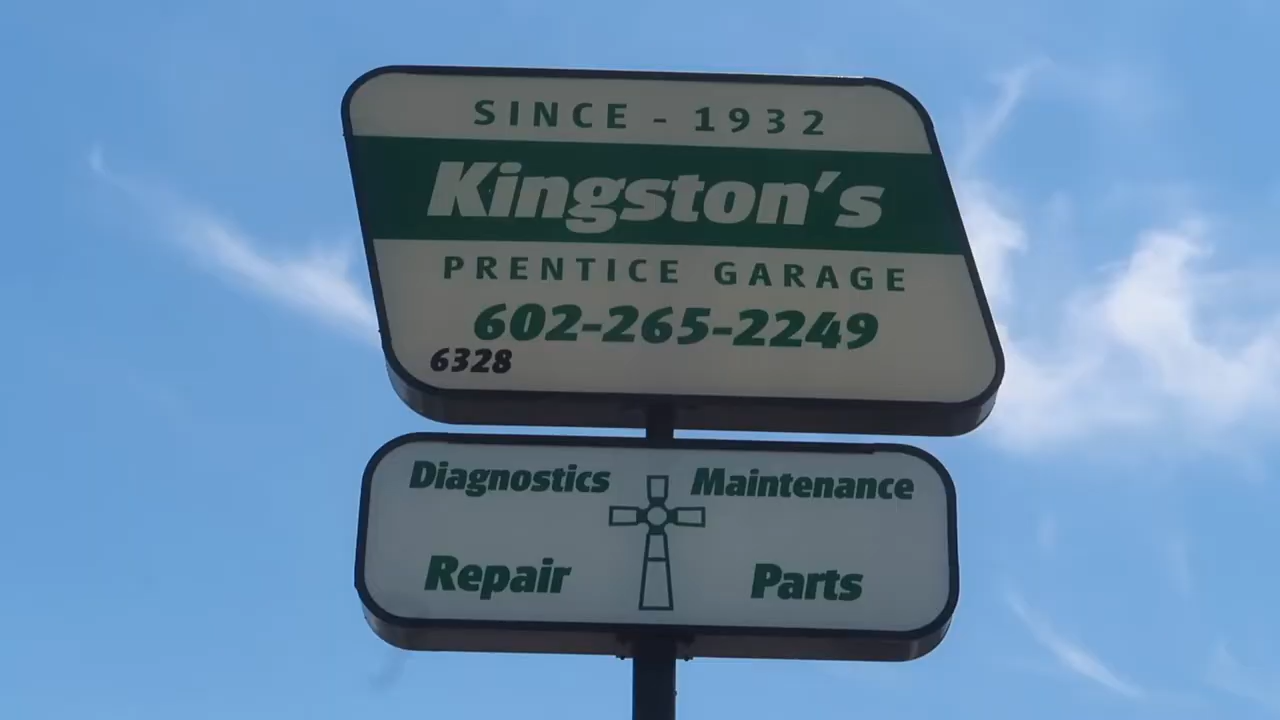 SINCE - 1932
Kingston's
PRENTICE GARAGE
602-265-2249
6328
Diagnostics Maintenance
Repair Parts